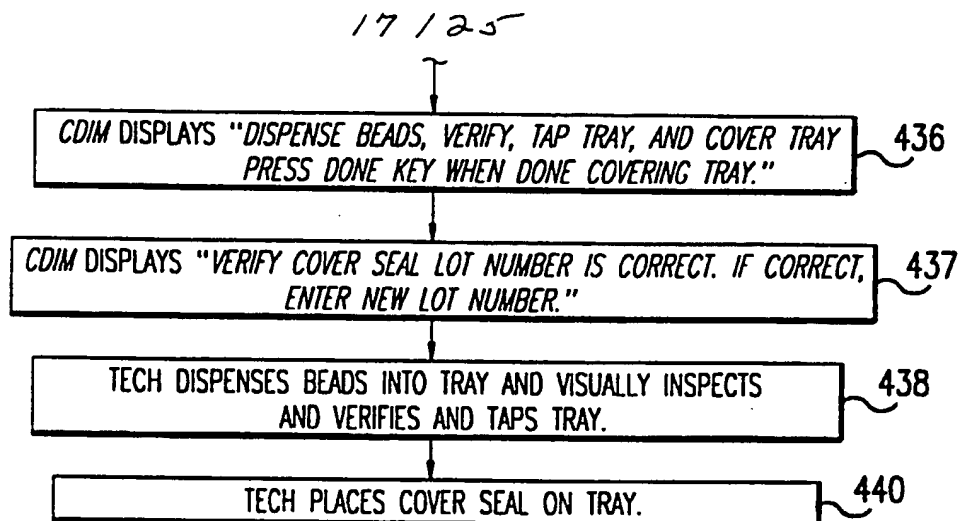 17 / 25
CDIM DISPLAYS "DISPENSE BEADS, VERIFY, TAP TRAY, AND COVER TRAY
PRESS DONE KEY WHEN DONE COVERING TRAY."
436
CDIM DISPLAYS "VERIFY COVER SEAL LOT NUMBER IS CORRECT. IF CORRECT,
ENTER NEW LOT NUMBER."
437
TECH DISPENSES BEADS INTO TRAY AND VISUALLY INSPECTS
AND VERIFIES AND TAPS TRAY.
438
TECH PLACES COVER SEAL ON TRAY.
440